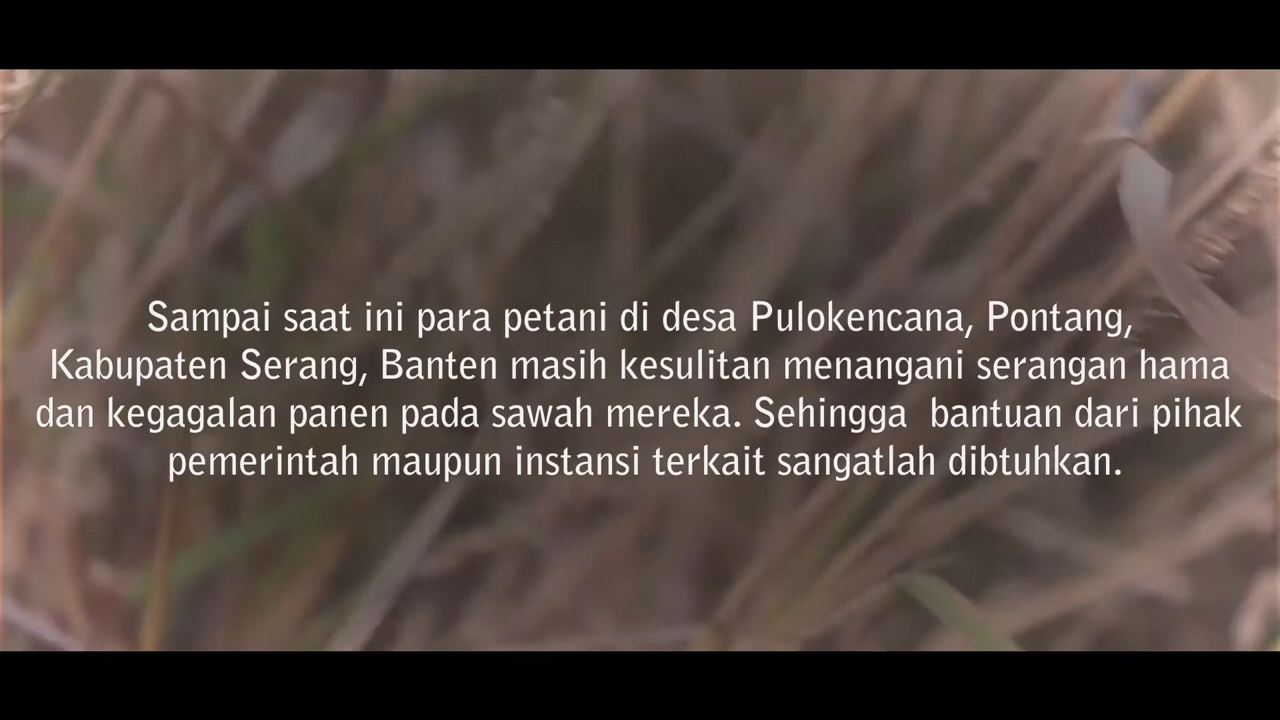 Sampai saat ini para petani di desa Pulokencana, Pontang,
Kabupaten Serang, Banten masih kesulitan menangani serangan hama
dan kegagalan panen pada sawah mereka. Sehingga  bantuan dari pihak
pemerintah maupun instansi terkait sangatlah dibtuhkan.